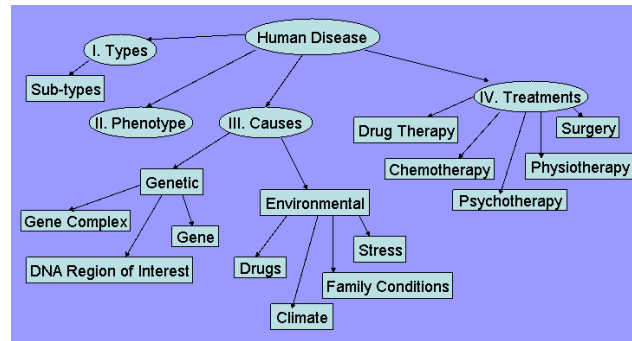 Human Disease
I. Types
Sub-types
II. Phenotype
III. Causes
IV. Treatments
Drug Therapy
Surgery
Chemotherapy
Physiotherapy
Psychotherapy
Genetic
Environmental
Gene Complex
Gene
DNA Region of Interest
Drugs
Stress
Family Conditions
Climate